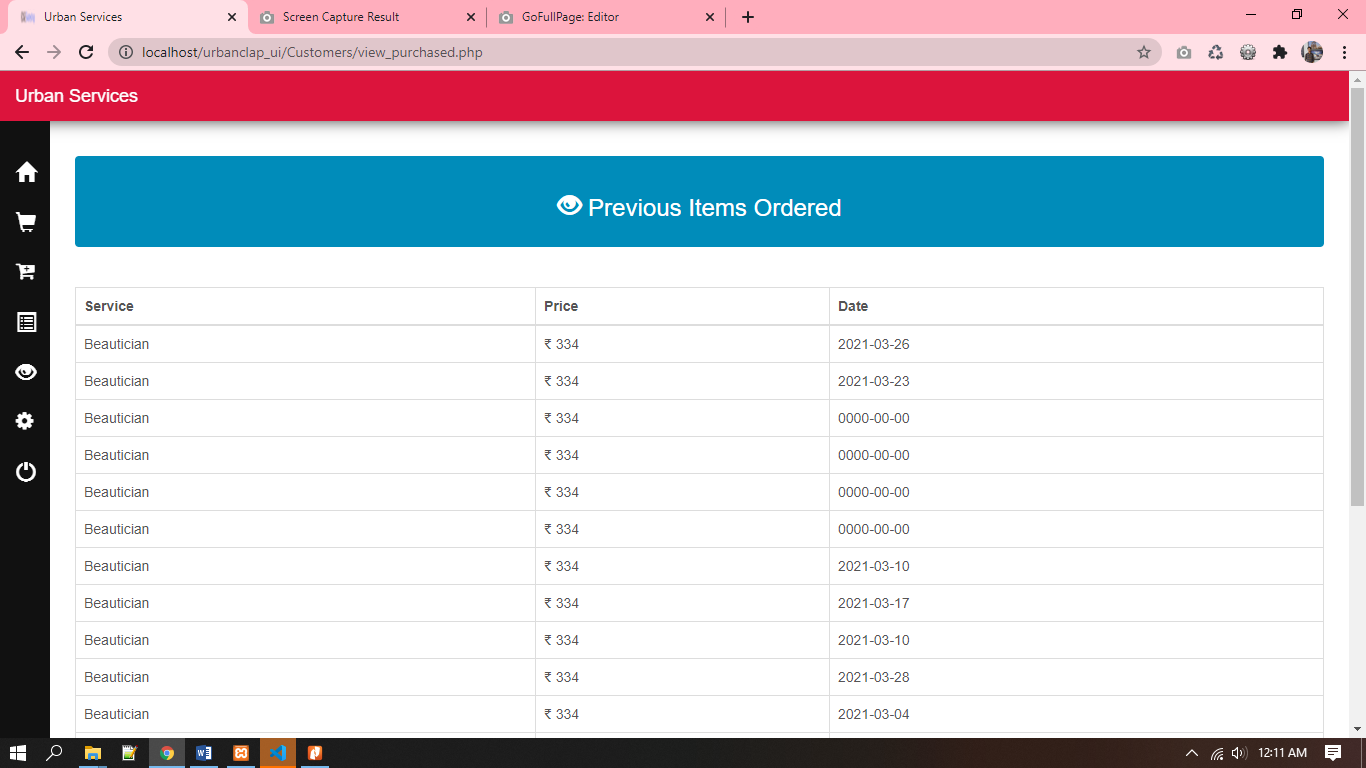 Urban Services
Screen Capture Result
GoFullPage: Editor
localhost/urbanclap_ui/Customers/view_purchased.php
Urban Services
Previous Items Ordered
Service Price Date
Beautician ₹ 334 2021-03-26
Beautician ₹ 334 2021-03-23
Beautician ₹ 334 0000-00-00
Beautician ₹ 334 0000-00-00
Beautician ₹ 334 0000-00-00
Beautician ₹ 334 0000-00-00
Beautician ₹ 334 2021-03-10
Beautician ₹ 334 2021-03-17
Beautician ₹ 334 2021-03-10
Beautician ₹ 334 2021-03-28
Beautician ₹ 334 2021-03-04
12:11 AM